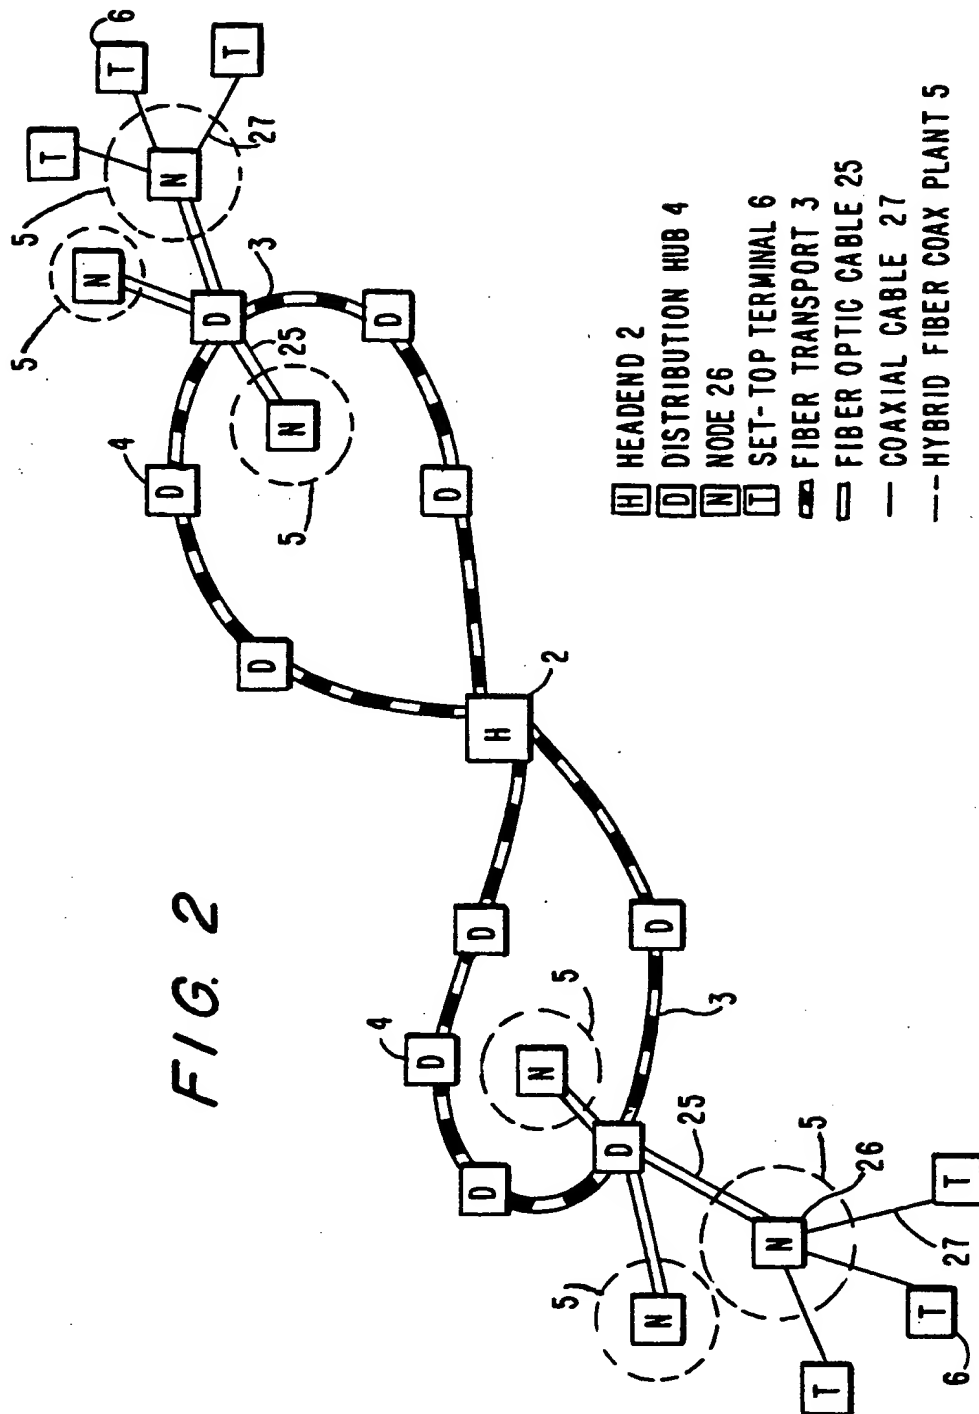 FIG. 2
5
T
6
5
N
T
4
D
N
5
27
D
T
3
D
25
5
N
4
D
D
D
D
D
H
2
N
5
5
D
3
N
D
25
5
N
26
T
27
T
T
6
H HEADEND 2
D DISTRIBUTION HUB 4
N NODE 26
T SET-TOP TERMINAL 6
FIBER TRANSPORT 3
FIBER OPTIC CABLE 25
COAXIAL CABLE 27
HYBRID FIBER COAX PLANT 5